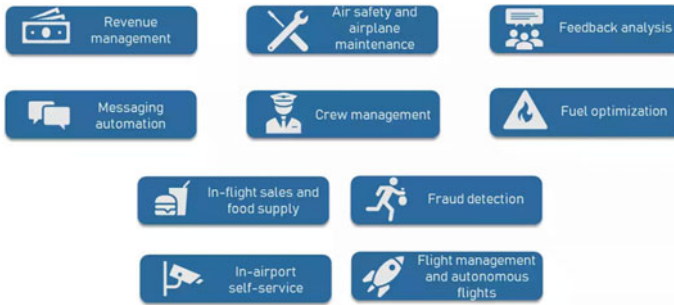 Revenue
management
Air safety and
airplane
maintenance
Feedback analysis
Messaging
automation
Crew management
Fuel optimization
In-flight sales and
food supply
Fraud detection
In-airport
self-service
Flight management
and autonomous
flights